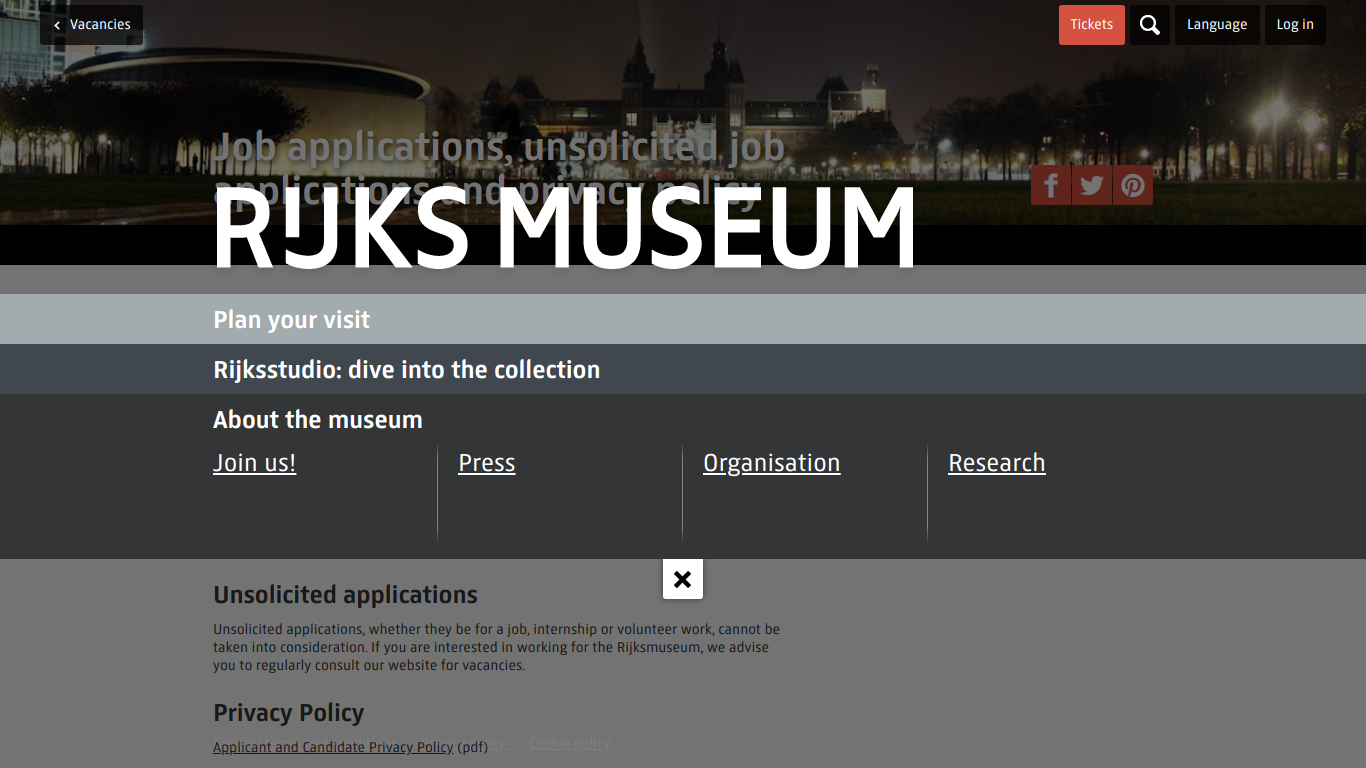 Vacancies
Tickets
Language
Log in
Job applications, unsolicited job
applications and privacy policy
RIJKS MUSEUM
Plan your visit
Rijksstudio: dive into the collection
About the museum
Join us!
Press
Organisation
Research
Unsolicited applications
Unsolicited applications, whether they be for a job, internship or volunteer work, cannot be
taken into consideration. If you are interested in working for the Rijksmuseum, we advise
you to regularly consult our website for vacancies.
Privacy Policy
Applicant and Candidate Privacy Policy (pdf)
Cookie policy